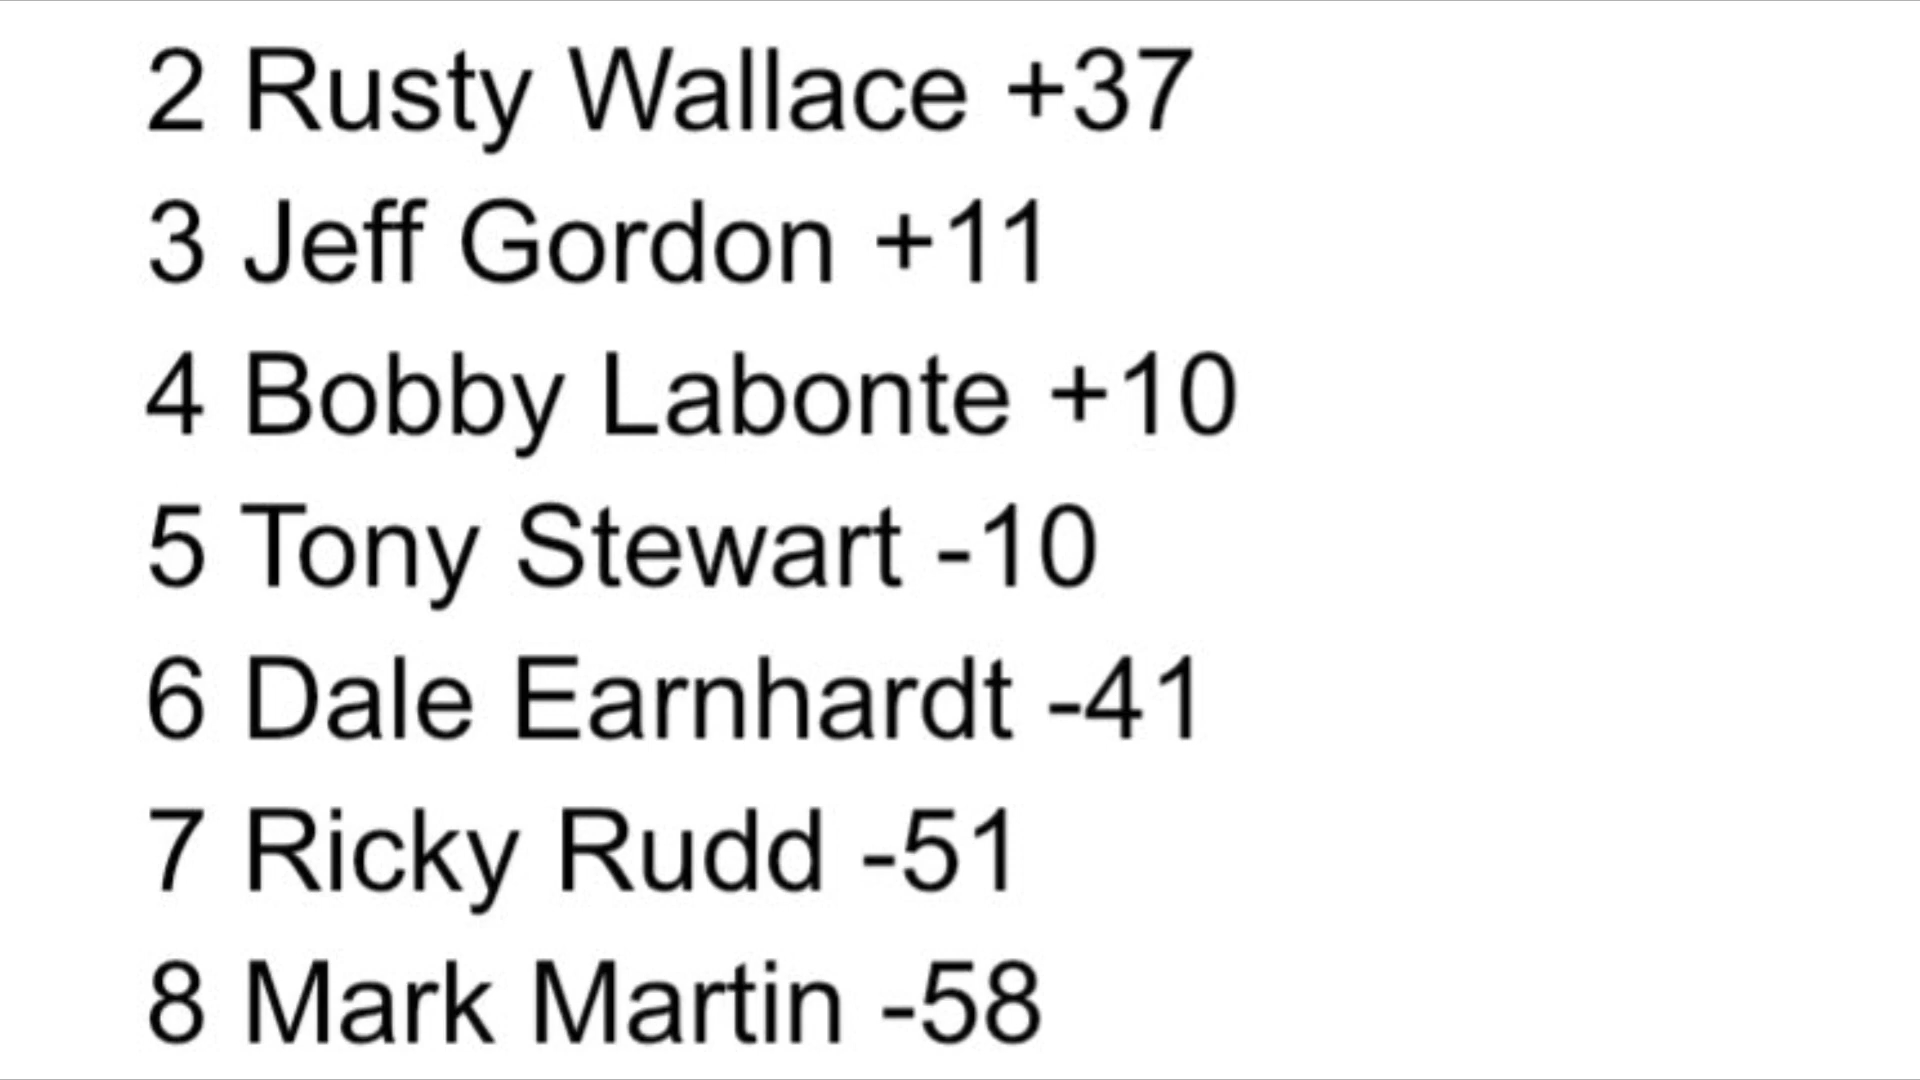 2 Rusty Wallace +37
3 Jeff Gordon +11
4 Bobby Labonte +10
5 Tony Stewart -10
6 Dale Earnhardt -41
7 Ricky Rudd -51
8 Mark Martin -58